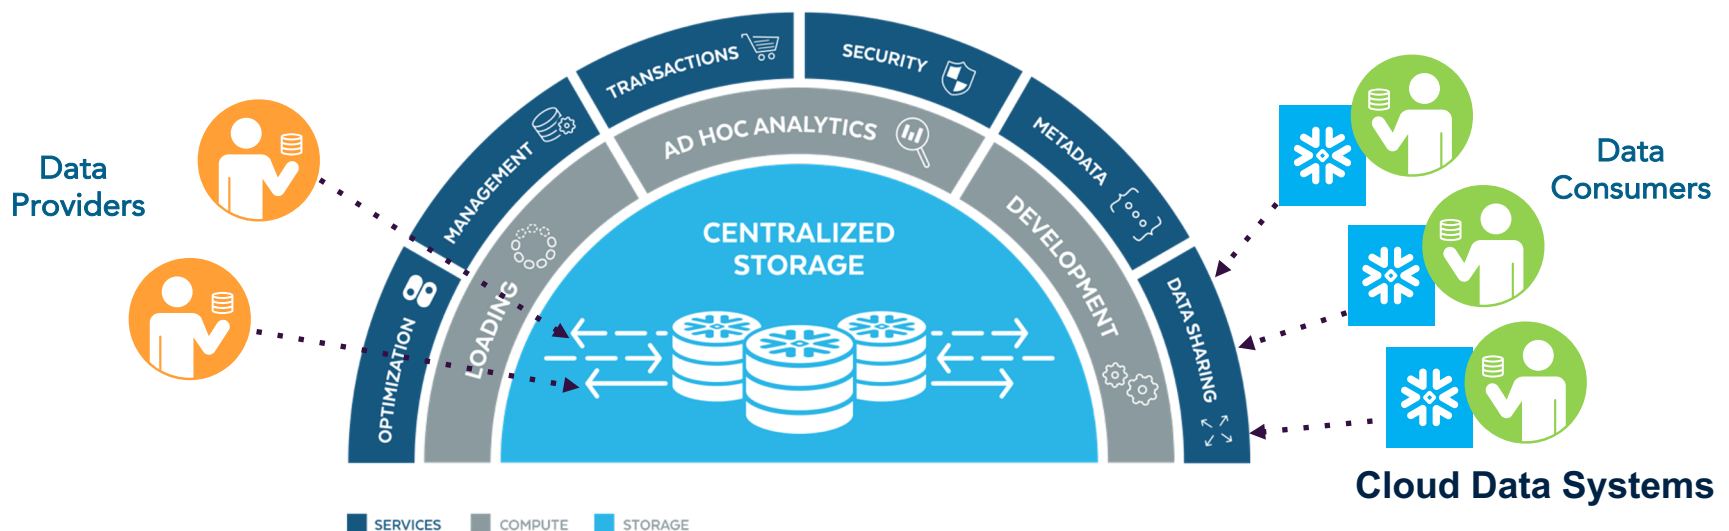 Data
Providers
OPTIMIZATION
MANAGEMENT
TRANSACTIONS
SECURITY
METADATA
DATA SHARING
LOADING
AD HOC ANALYTICS
DEVELOPMENT
CENTRALIZED
STORAGE
Data
Consumers
Cloud Data Systems
SERVICES
COMPUTE
STORAGE